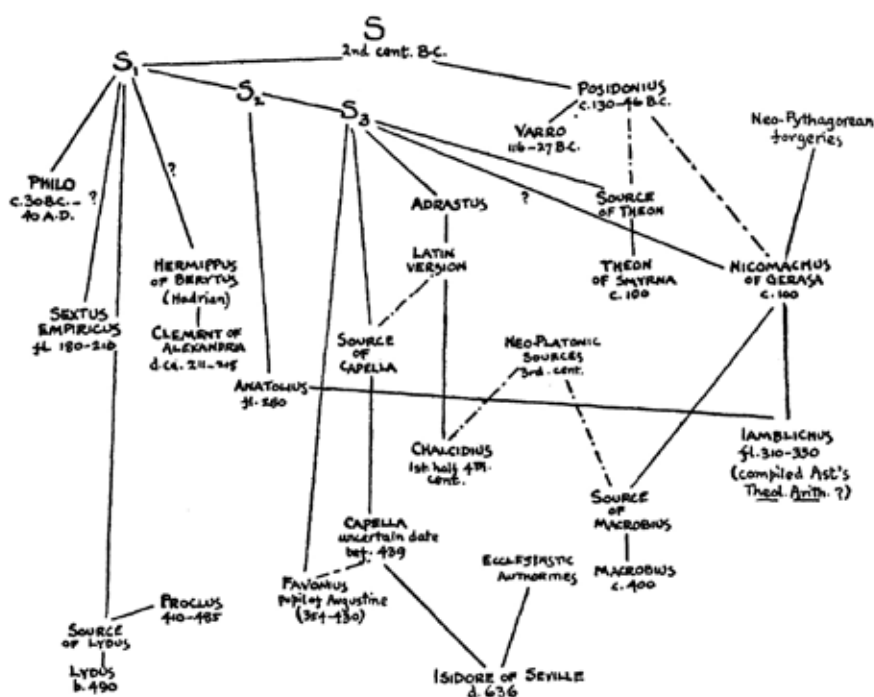 S
2nd cent. B.C.
S1
S2
S3
POSIDONIUS
c.130-46 B.C.
VARRO
116-27 B.C.
Neo-Pythagorean
forgeries
PHILO
c.30 B.C. –
40 A.D.
?
?
?
ADRASTUS
SOURCE
OF THEON
HERMIPPUS
OF BERYTUS
(Hadrian)
LATIN
VERSION
THEON
OF SMYRNA
c.100
NICOMACHUS
OF GERASA
c.100
SEXTUS
EMPIRICUS
fl. 180-210
CLEMENT OF
ALEXANDRIA
d. ca. 211-215
SOURCE
OF
CAPELLA
NEO-PLATONIC
SOURCES
3rd. cent.
ANATOLIUS
fl. 280
CHALCIDIUS
1st. half 4th.
cent.
IAMBLICHUS
fl. 310-350
(compiled Ast's
Theol. Arith. ?)
SOURCE
OF
MACROBIUS
CAPELLA
uncertain date
bef. 439
ECCLESIASTIC
AUTHORITIES
MACROBIUS
c.400
FAVONIUS
pupil of Augustine
(354-430)
PROCLUS
410-485
SOURCE
OF LYDUS
LYDUS
b. 490
ISIDORE OF SEVILLE
d. 636